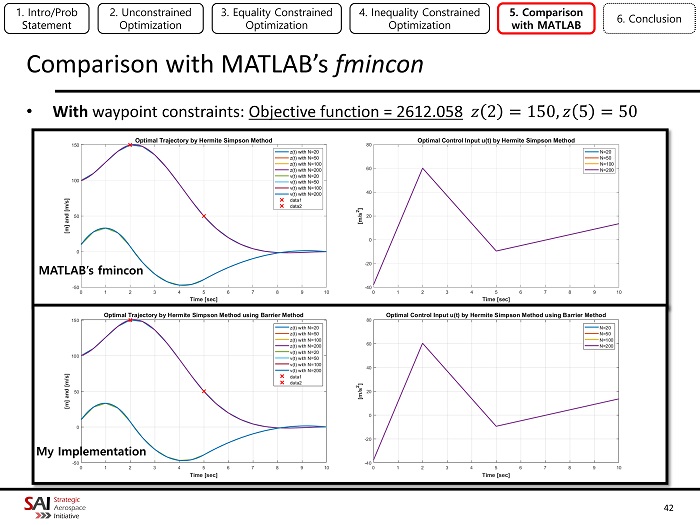 1. Intro/Prob
Statement
2. Unconstrained
Optimization
3. Equality Constrained
Optimization
4. Inequality Constrained
Optimization
5. Comparison
with MATLAB
6. Conclusion
Comparison with MATLAB's fmincon
• With waypoint constraints: Objective function = 2612.058 z(2) = 150, z(5) = 50
Optimal Trajectory by Hermite Simpson Method
150
100
50
0
-50
[m] and [m/s]
z(t) with N=20
z(t) with N=50
z(t) with N=100
z(t) with N=200
v(t) with N=20
v(t) with N=50
v(t) with N=100
v(t) with N=200
data1
data2
MATLAB's fmincon
0 1 2 3 4 5 6 7 8 9 10
Time [sec]
Optimal Control Input u(t) by Hermite Simpson Method
80
60
40
20
0
-20
-40
[m/s²]
N=20
N=50
N=100
N=200
0 1 2 3 4 5 6 7 8 9 10
Time [sec]
Optimal Trajectory by Hermite Simpson Method using Barrier Method
150
100
50
0
-50
[m] and [m/s]
z(t) with N=20
z(t) with N=50
z(t) with N=100
z(t) with N=200
v(t) with N=20
v(t) with N=50
v(t) with N=100
v(t) with N=200
data1
data2
My Implementation
0 1 2 3 4 5 6 7 8 9 10
Time [sec]
Optimal Control Input u(t) by Hermite Simpson Method using Barrier Method
80
60
40
20
0
-20
-40
[m/s²]
N=20
N=50
N=100
N=200
0 1 2 3 4 5 6 7 8 9 10
Time [sec]
SAI
Strategic
Aerospace
Initiative
42